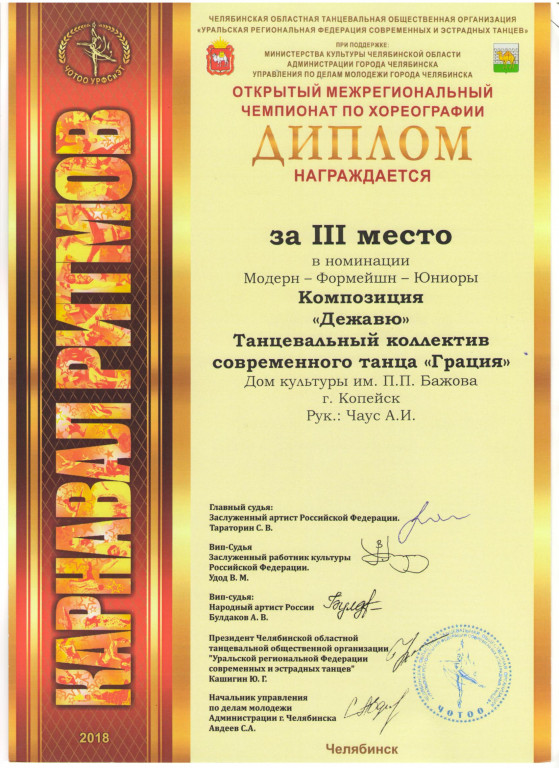 ЧЕЛЯБИНСКАЯ ОБЛАСТНАЯ ТАНЦЕВАЛЬНАЯ ОБЩЕСТВЕННАЯ ОРГАНИЗАЦИЯ
«УРАЛЬСКАЯ РЕГИОНАЛЬНАЯ ФЕДЕРАЦИЯ СОВРЕМЕННЫХ И ЭСТРАДНЫХ ТАНЦЕВ»
ПРИ ПОДДЕРЖКЕ:
МИНИСТЕРСТВА КУЛЬТУРЫ ЧЕЛЯБИНСКОЙ ОБЛАСТИ
АДМИНИСТРАЦИИ ГОРОДА ЧЕЛЯБИНСКА
УПРАВЛЕНИЯ ПО ДЕЛАМ МОЛОДЕЖИ ГОРОДА ЧЕЛЯБИНСКА
ОТКРЫТЫЙ МЕЖРЕГИОНАЛЬНЫЙ
ЧЕМПИОНАТ ПО ХОРЕОГРАФИИ
ДИПЛОМ
НАГРАЖДАЕТСЯ
за III место
в номинации
Модерн – Формейшн – Юниоры
Композиция
«Дежавю»
Танцевальный коллектив
современного танца «Грация»
Дом культуры им. П.П. Бажова
г. Копейск
Рук.: Чаус А.И.
Главный судья:
Заслуженный артист Российской Федерации.
Тараторин С. В.
Вип-Судья
Заслуженный работник культуры
Российской Федерации.
Удод В. М.
Вип-судья:
Народный артист России
Булдаков А. В.
Президент Челябинской областной
танцевальной общественной организации
"Уральской региональной Федерации
современных и эстрадных танцев"
Кашигин Ю. Г.
Начальник управления
по делам молодежи
Администрации г. Челябинска
Авдеев С.А.
Челябинск
ЧОТОО УРФСиЭТ
КАРНАВАЛ РИТМОВ
2018
ЧОТОО